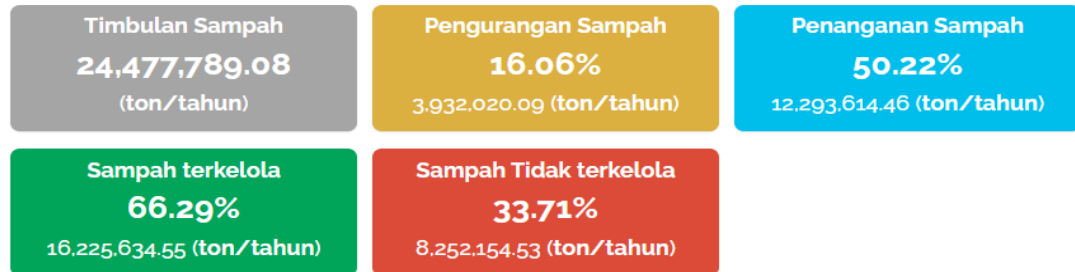 Timbulan Sampah
24,477,789.08
(ton/tahun)
Pengurangan Sampah
16.06%
3,932,020.09 (ton/tahun)
Penanganan Sampah
50.22%
12,293,614.46 (ton/tahun)
Sampah terkelola
66.29%
16,225,634.55 (ton/tahun)
Sampah Tidak terkelola
33.71%
8,252,154.53 (ton/tahun)